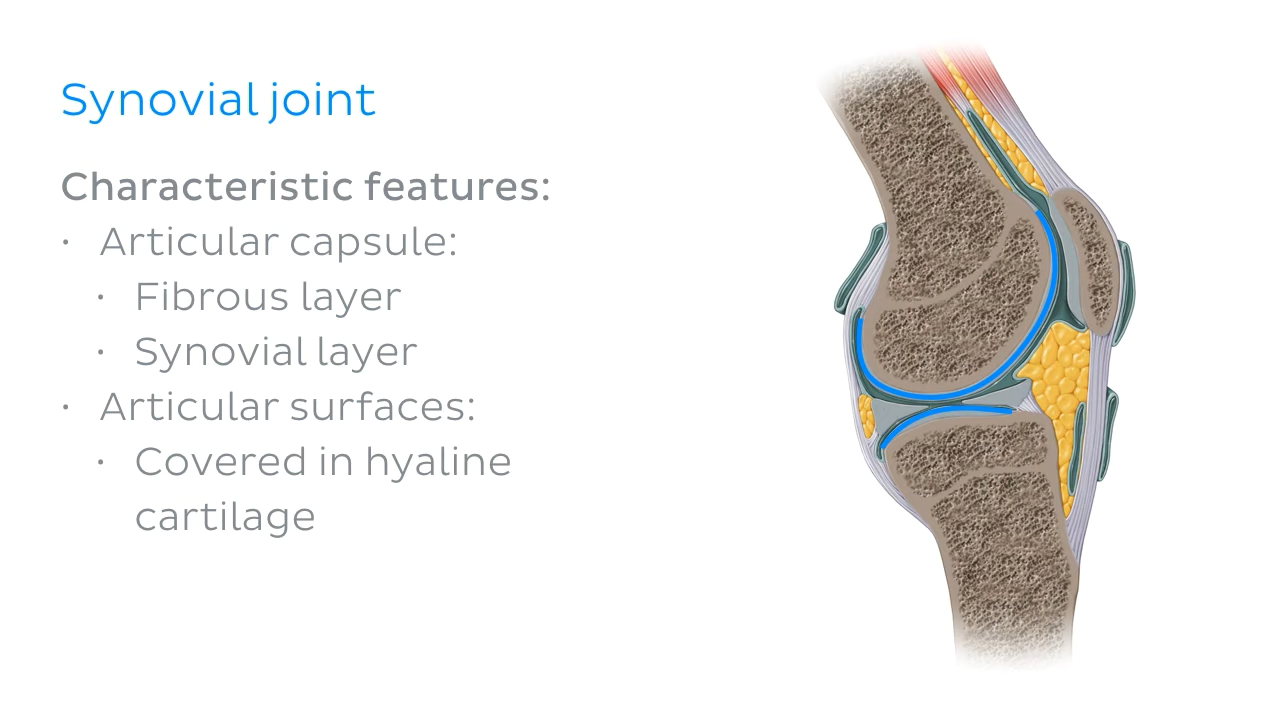 Synovial joint
Characteristic features:
· Articular capsule:
· Fibrous layer
· Synovial layer
· Articular surfaces:
· Covered in hyaline
cartilage